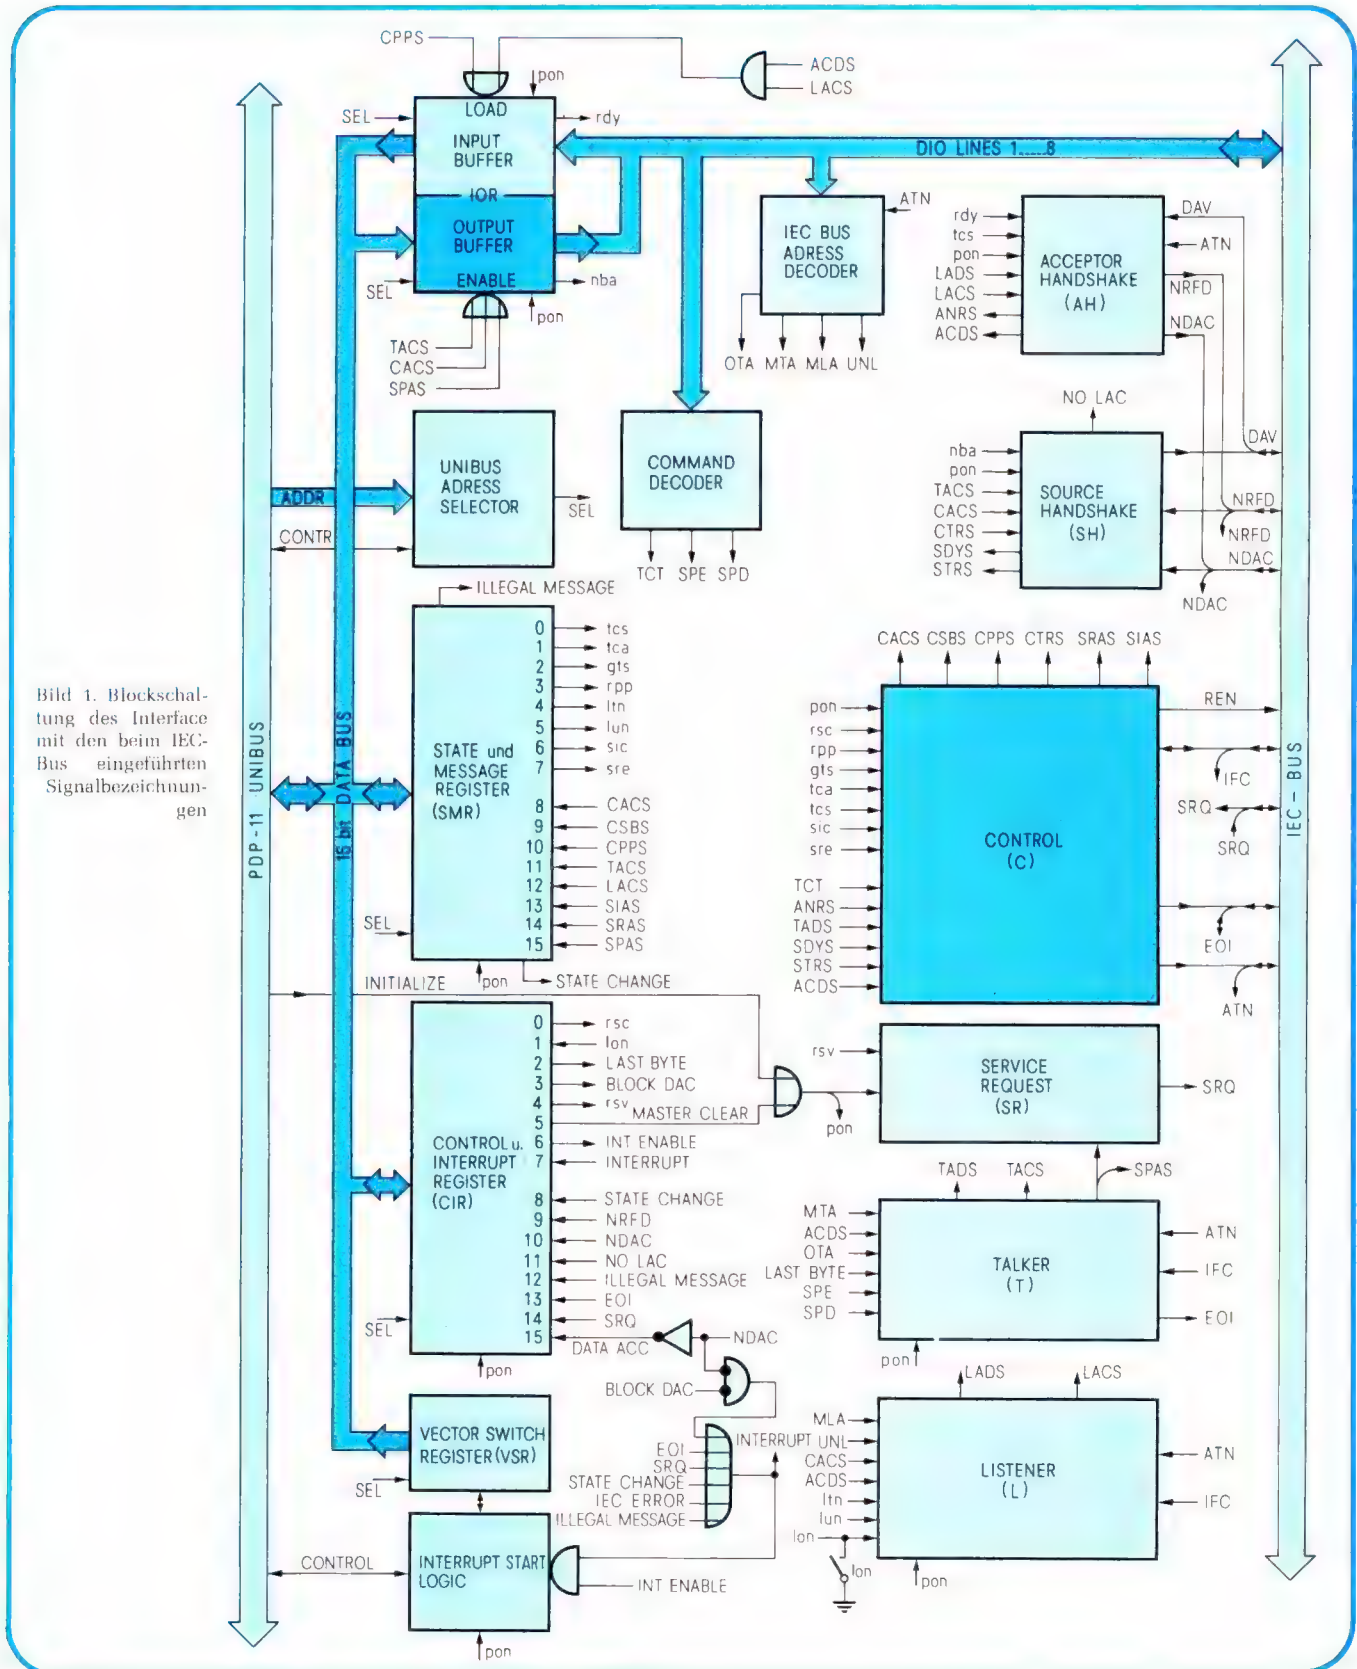 CPPS
pon
ACDS
LACS
SEL
LOAD
rdy
INPUT
BUFFER
DIO LINES 1.....8
IOR
OUTPUT
BUFFER
ENABLE
SEL
nba
pon
TACS
CACS
SPAS
IEC BUS
ADRESS
DECODER
ATN
OTA
MTA
MLA
UNL
rdy
tcs
pon
LADS
LACS
ANRS
ACDS
ACCEPTOR
HANDSHAKE
(AH)
DAV
ATN
NRFD
NDAC
NO LAC
nba
pon
TACS
CACS
CTRS
SDYS
STRS
SOURCE
HANDSHAKE
(SH)
DAV
NRFD
NRFD
NDAC
NDAC
ADDR
CONTR
UNIBUS
ADRESS
SELECTOR
SEL
COMMAND
DECODER
TCT
SPE
SPD
ILLEGAL MESSAGE
STATE und
MESSAGE
REGISTER
(SMR)
0 tcs
1 tca
2 gts
3 rpp
4 ltn
5 lun
6 sic
7 sre
8 CACS
9 CSBS
10 CPPS
11 TACS
12 LACS
13 SIAS
14 SRAS
15 SPAS
SEL
pon
STATE CHANGE
Bild 1. Blockschal-
tung des Interface
mit den beim IEC-
Bus eingeführten
Signalbezeichnun-
gen
PDP-11 UNIBUS
16 bit DATA BUS
IEC-BUS
CACS
CSBS
CPPS
CTRS
SRAS
SIAS
pon
rsc
rpp
gts
tca
tcs
sic
sre
TCT
ANRS
TADS
SDYS
STRS
ACDS
CONTROL
(C)
REN
IFC
SRQ
SRQ
EOI
ATN
INITIALIZE
CONTROL u.
INTERRUPT
REGISTER
(CIR)
0 rsc
1 lon
2 LAST BYTE
3 BLOCK DAC
4 rsv
5 MASTER CLEAR
6 INT ENABLE
7 INTERRUPT
8 STATE CHANGE
9 NRFD
10 NDAC
11 NO LAC
12 ILLEGAL MESSAGE
13 EOI
14 SRQ
15 DATA ACC
SEL
pon
NDAC
BLOCK DAC
pon
rsv
SERVICE
REQUEST
(SR)
SRQ
TADS
TACS
SPAS
MTA
ACDS
OTA
LAST BYTE
SPE
SPD
TALKER
(T)
ATN
IFC
EOI
pon
LADS
LACS
MLA
UNL
CACS
ACDS
ltn
lun
lon
LISTENER
(L)
ATN
IFC
lon
pon
VECTOR SWITCH
REGISTER (VSR)
SEL
INTERRUPT
EOI
SRQ
STATE CHANGE
IEC ERROR
ILLEGAL MESSAGE
CONTROL
INTERRUPT START
LOGIC
INT ENABLE
pon